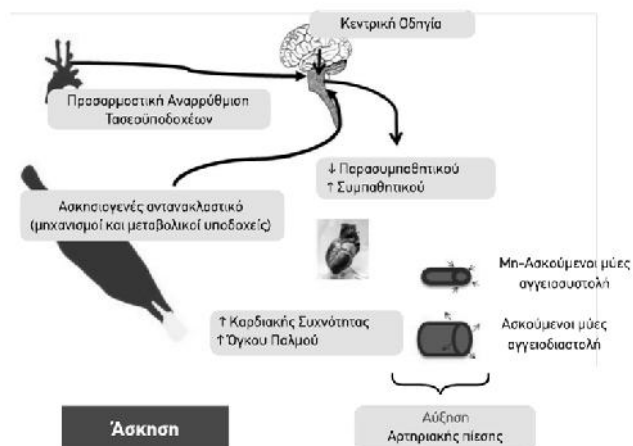 Κεντρική Οδηγία
Προσαρμοστική Αναρρύθμιση
Τασεοϋποδοχέων
↓ Παρασυμπαθητικού
↑ Συμπαθητικού
Ασκησιογενές αντανακλαστικό
(μηχανισμοί και μεταβολικοί υποδοχείς)
Μη-Ασκούμενοι μύες
αγγειοσυστολή
↑ Καρδιακής Συχνότητας
↑ Όγκου Παλμού
Ασκούμενοι μύες
αγγειοδιαστολή
Άσκηση
Αύξηση
Αρτηριακής πίεσης